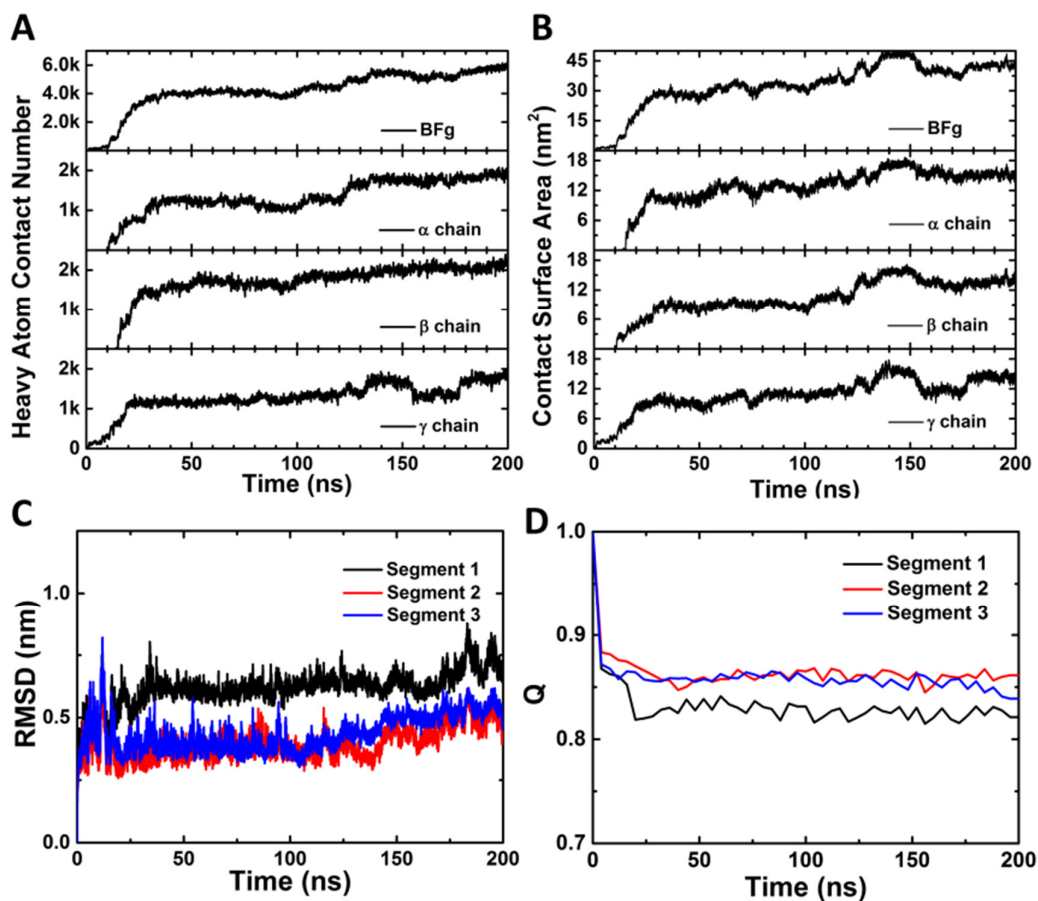 A
Heavy Atom Contact Number
6.0k
4.0k
2.0k
BFg
2k
1k
α chain
2k
1k
β chain
2k
1k
0
γ chain
0 50 100 150 200
Time (ns)
B
Contact Surface Area (nm²)
45
30
15
BFg
18
12
6
α chain
18
12
6
β chain
18
12
6
0
γ chain
0 50 100 150 200
Time (ns)
C
RMSD (nm)
1.0
0.5
0.0
Segment 1
Segment 2
Segment 3
0 50 100 150 200
Time (ns)
D
Q
1.0
0.9
0.8
0.7
Segment 1
Segment 2
Segment 3
0 50 100 150 200
Time (ns)